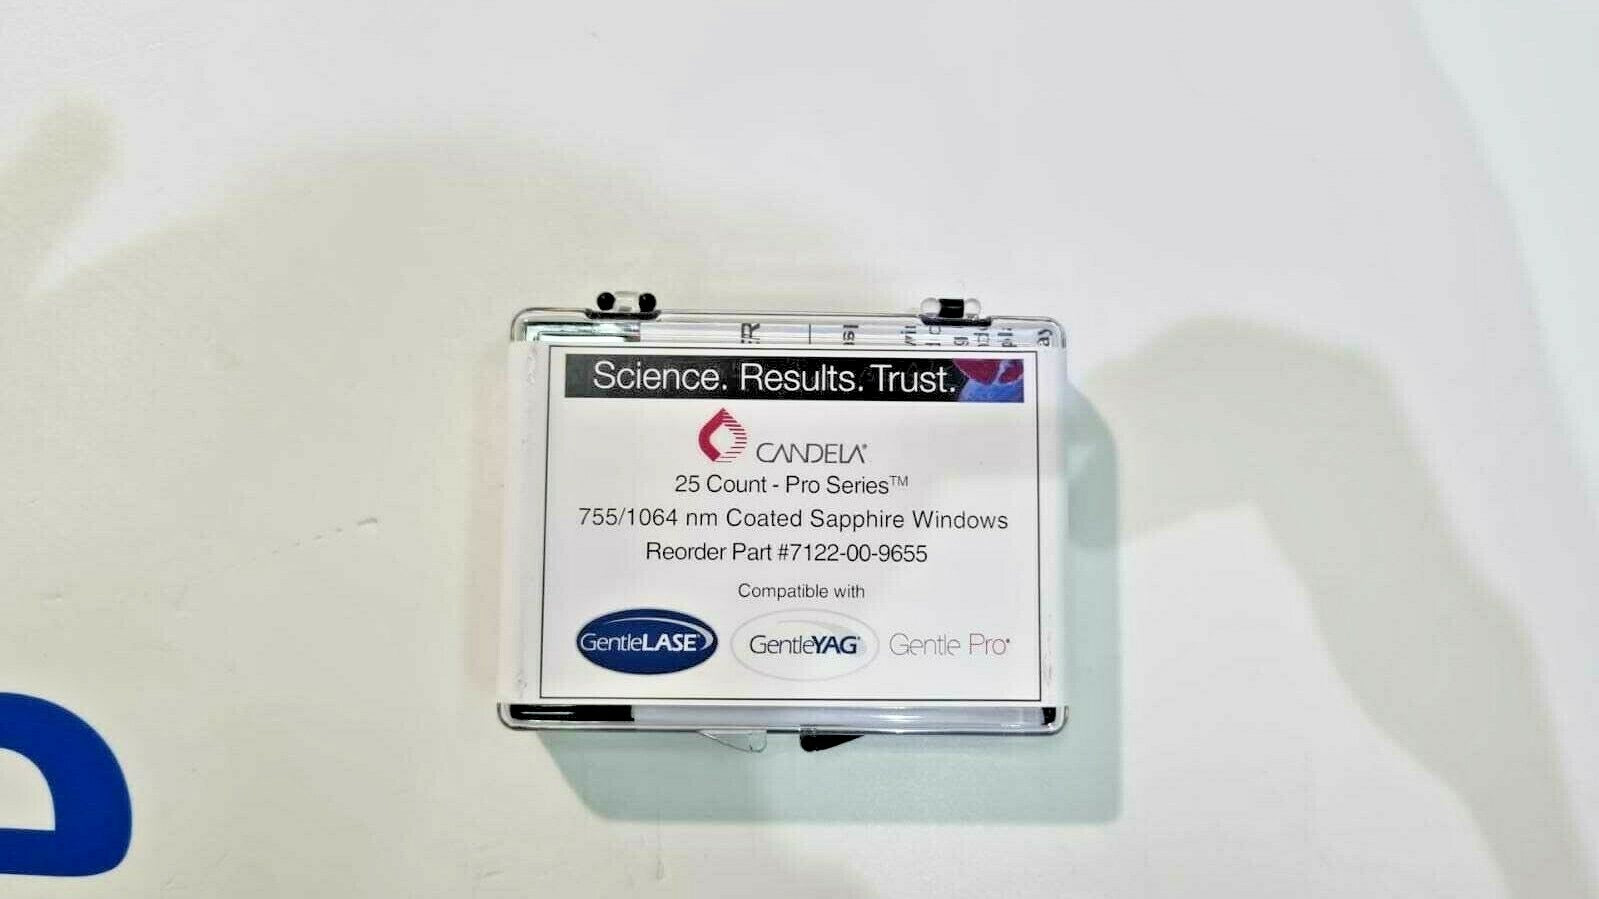 Science. Results. Trust.
CANDELA®
25 Count - Pro Series™
755/1064 nm Coated Sapphire Windows
Reorder Part #7122-00-9655
Compatible with
GentleLASE®
GentleYAG®
Gentle Pro®